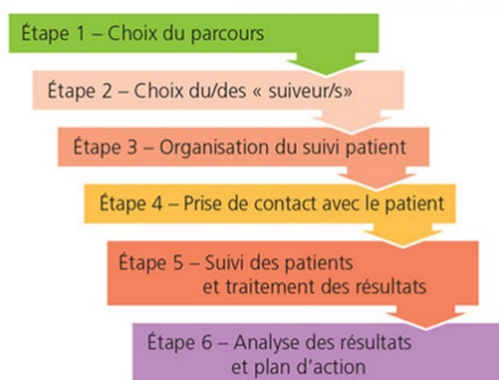 Étape 1 – Choix du parcours
Étape 2 – Choix du/des « suiveur/s»
Étape 3 – Organisation du suivi patient
Étape 4 – Prise de contact avec le patient
Étape 5 – Suivi des patients
et traitement des résultats
Étape 6 – Analyse des résultats
et plan d’action